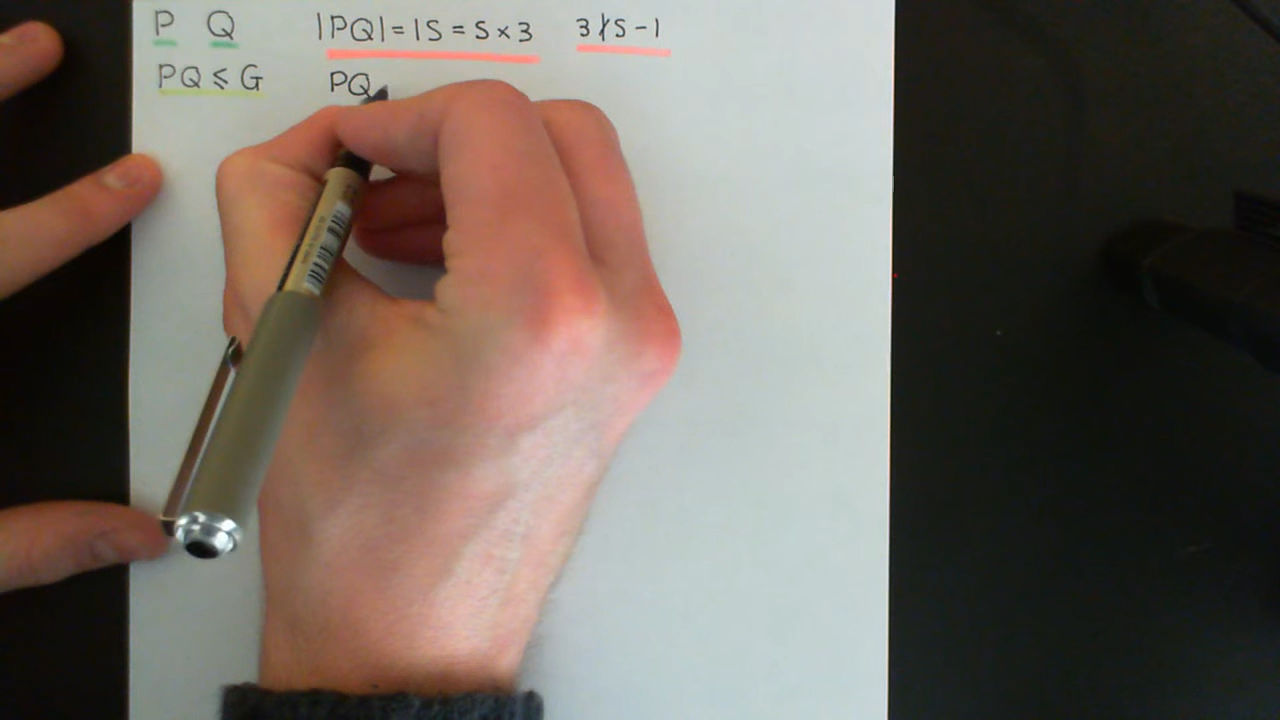 P Q |PQ| = 15 = 5 × 3 3 ∤ 5 - 1
PQ ⩽ G PQ